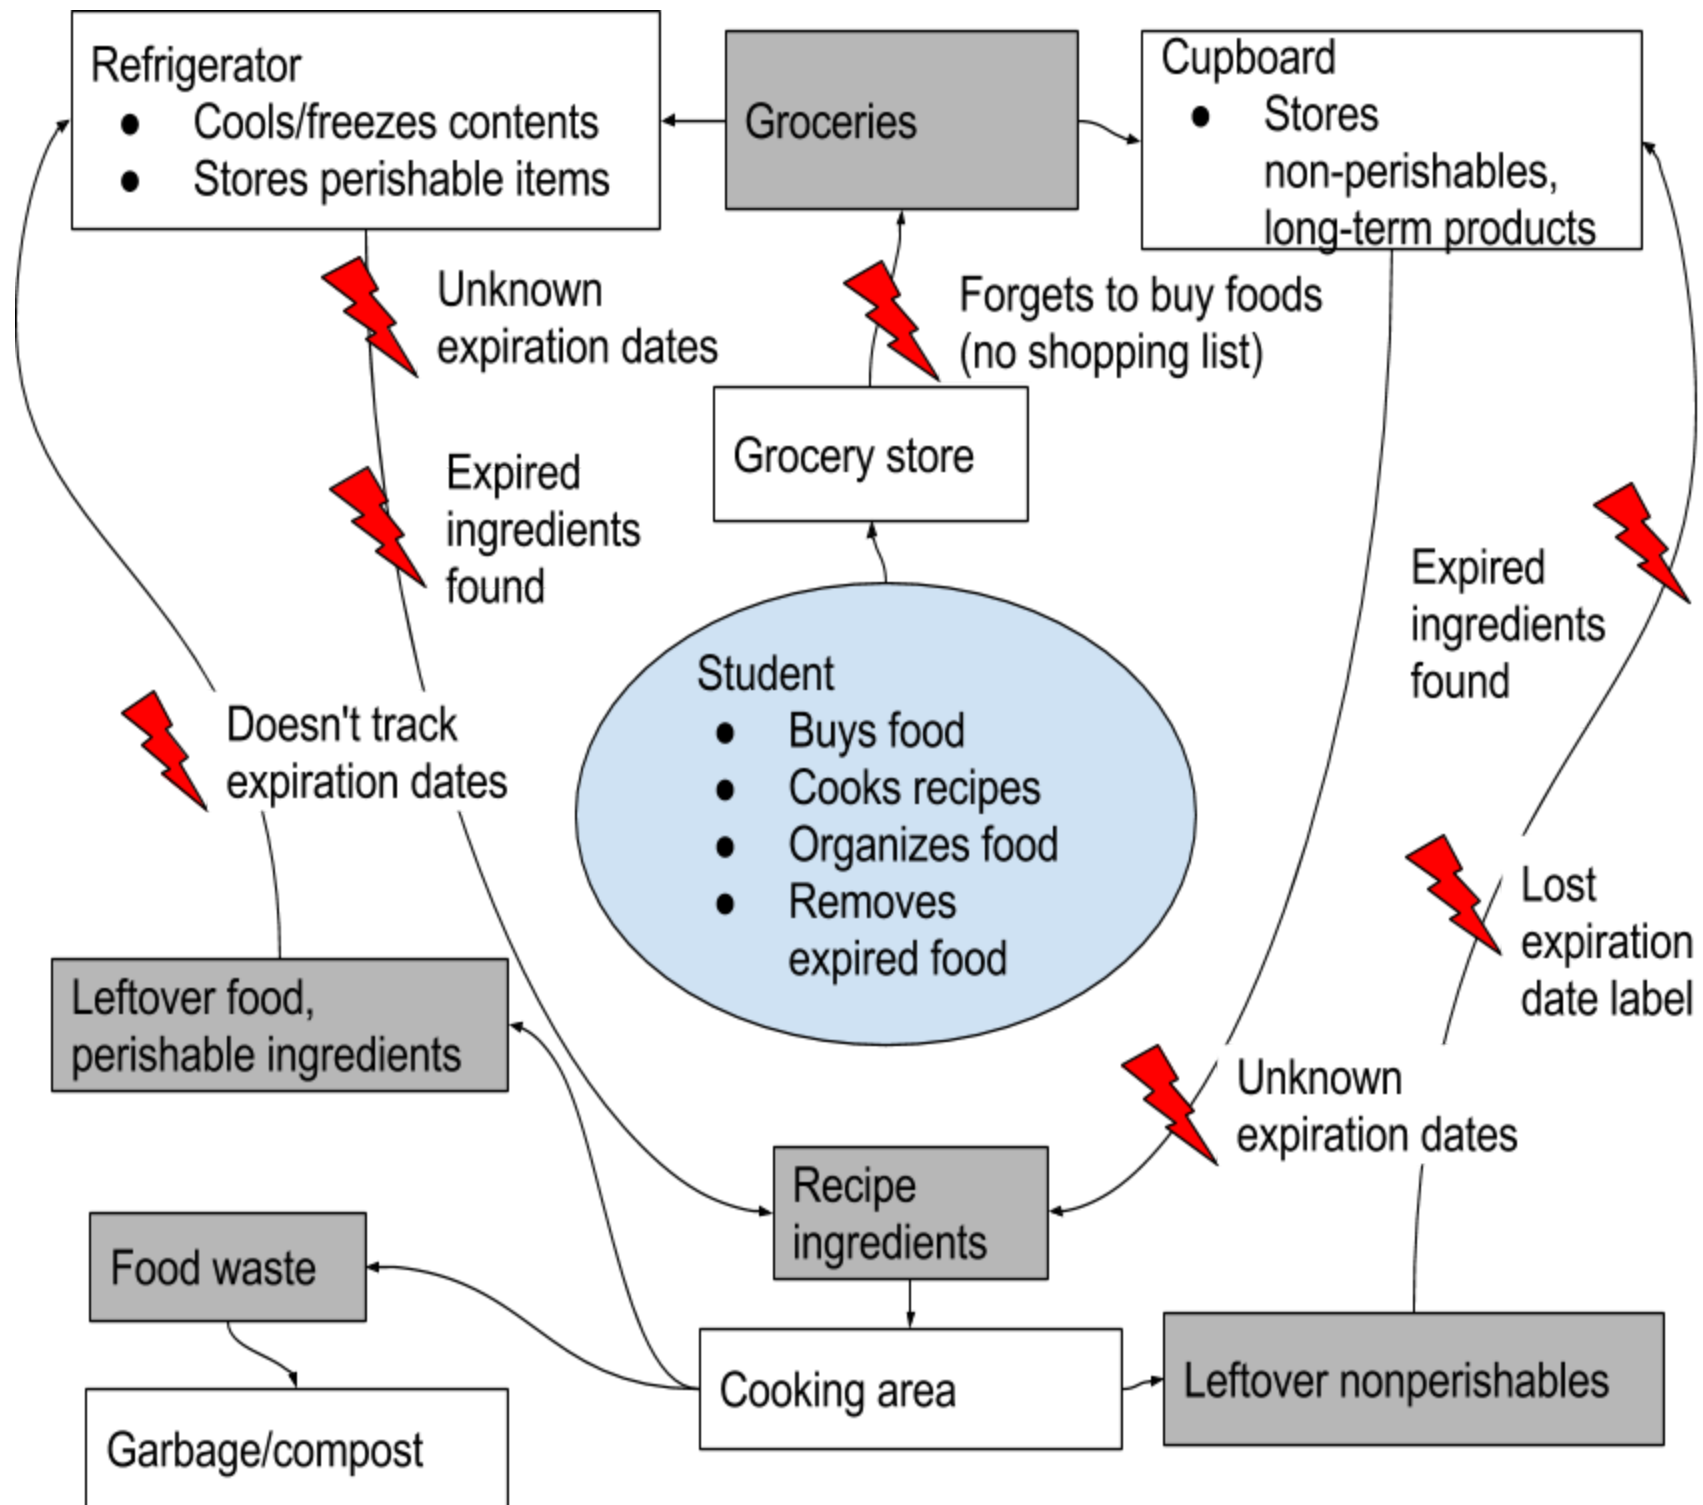 Refrigerator
● Cools/freezes contents
● Stores perishable items
Groceries
Cupboard
● Stores
non-perishables,
long-term products
Unknown
expiration dates
Forgets to buy foods
(no shopping list)
Grocery store
Expired
ingredients
found
Expired
ingredients
found
Student
● Buys food
● Cooks recipes
● Organizes food
● Removes
expired food
Doesn't track
expiration dates
Lost
expiration
date label
Leftover food,
perishable ingredients
Unknown
expiration dates
Recipe
ingredients
Food waste
Cooking area
Leftover nonperishables
Garbage/compost